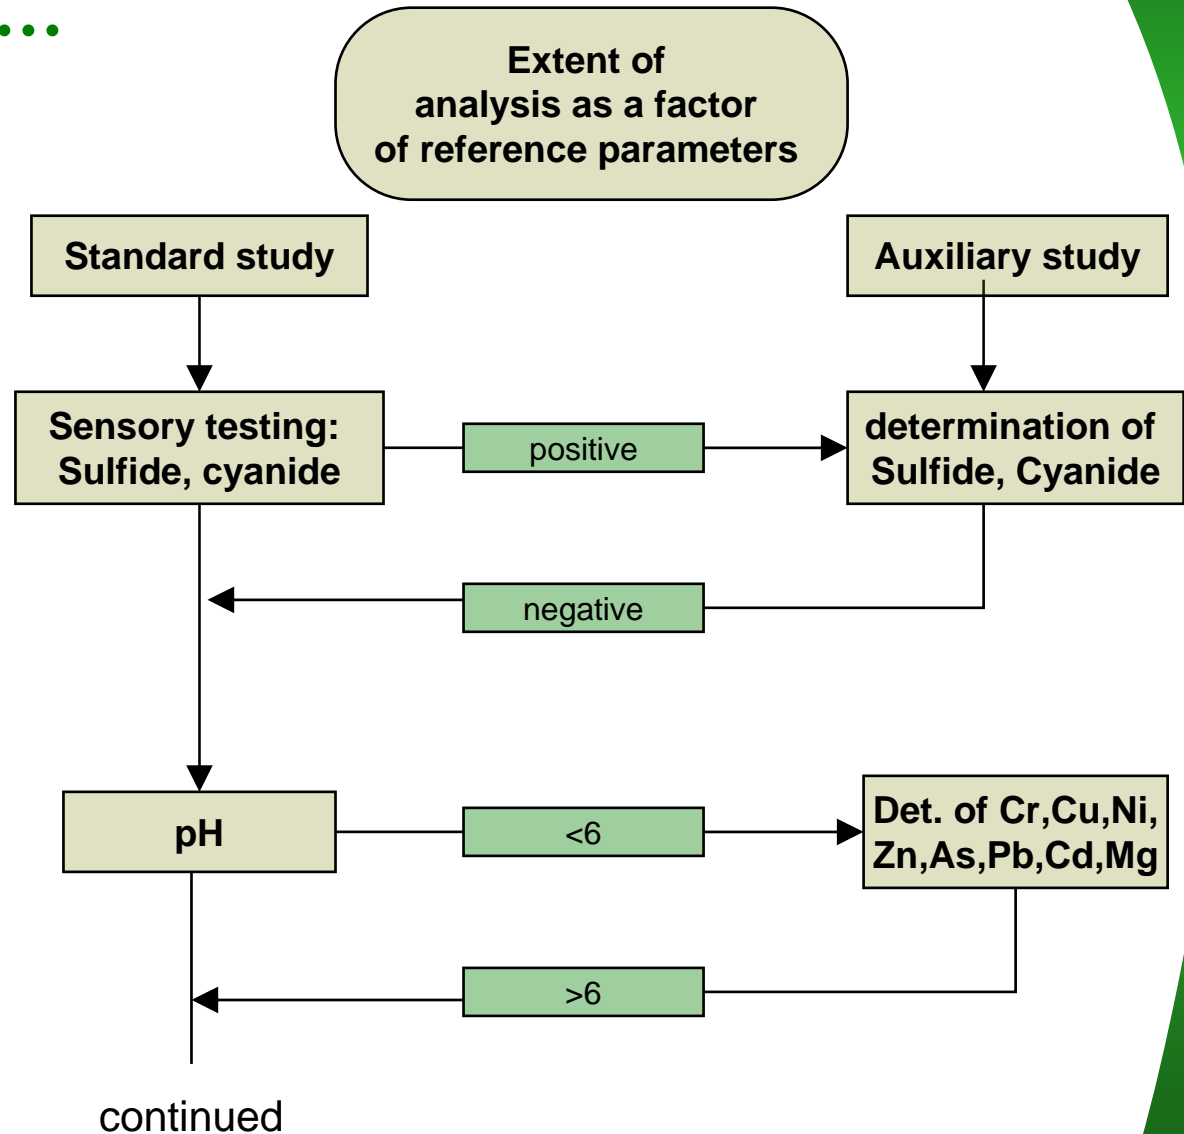 Extent of
analysis as a factor
of reference parameters
Standard study
Auxiliary study
Sensory testing:
Sulfide, cyanide
positive
determination of
Sulfide, Cyanide
negative
pH
<6
Det. of Cr,Cu,Ni,
Zn,As,Pb,Cd,Mg
>6
continued